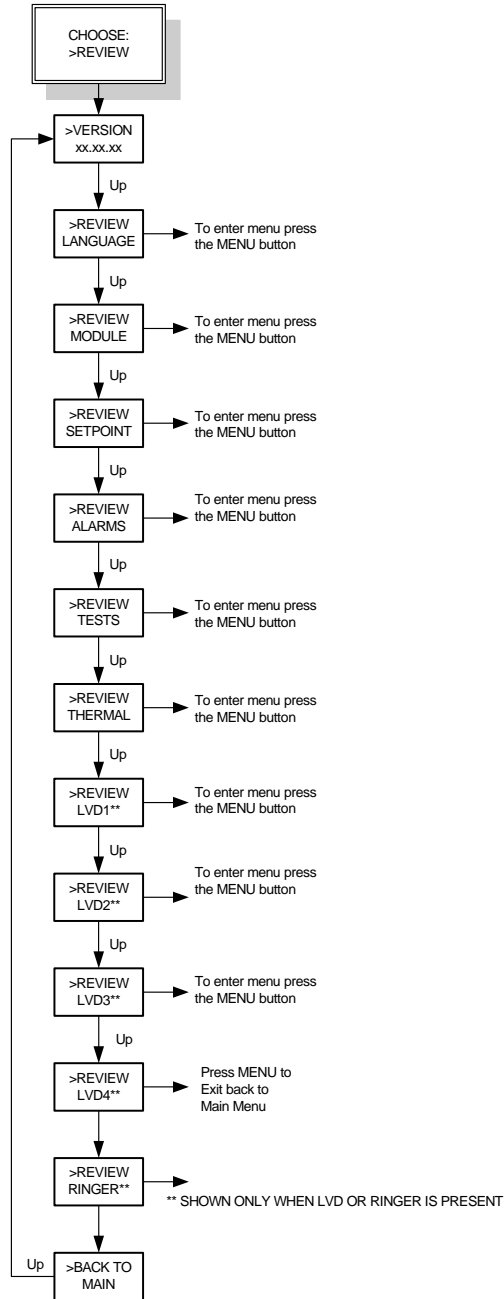 CHOOSE:
>REVIEW
>VERSION
xx.xx.xx
Up
>REVIEW
LANGUAGE
To enter menu press
the MENU button
Up
>REVIEW
MODULE
To enter menu press
the MENU button
Up
>REVIEW
SETPOINT
To enter menu press
the MENU button
Up
>REVIEW
ALARMS
To enter menu press
the MENU button
Up
>REVIEW
TESTS
To enter menu press
the MENU button
Up
>REVIEW
THERMAL
To enter menu press
the MENU button
Up
>REVIEW
LVD1**
To enter menu press
the MENU button
Up
>REVIEW
LVD2**
To enter menu press
the MENU button
Up
>REVIEW
LVD3**
To enter menu press
the MENU button
Up
>REVIEW
LVD4**
Press MENU to
Exit back to
Main Menu
>REVIEW
RINGER**
** SHOWN ONLY WHEN LVD OR RINGER IS PRESENT
Up
>BACK TO
MAIN